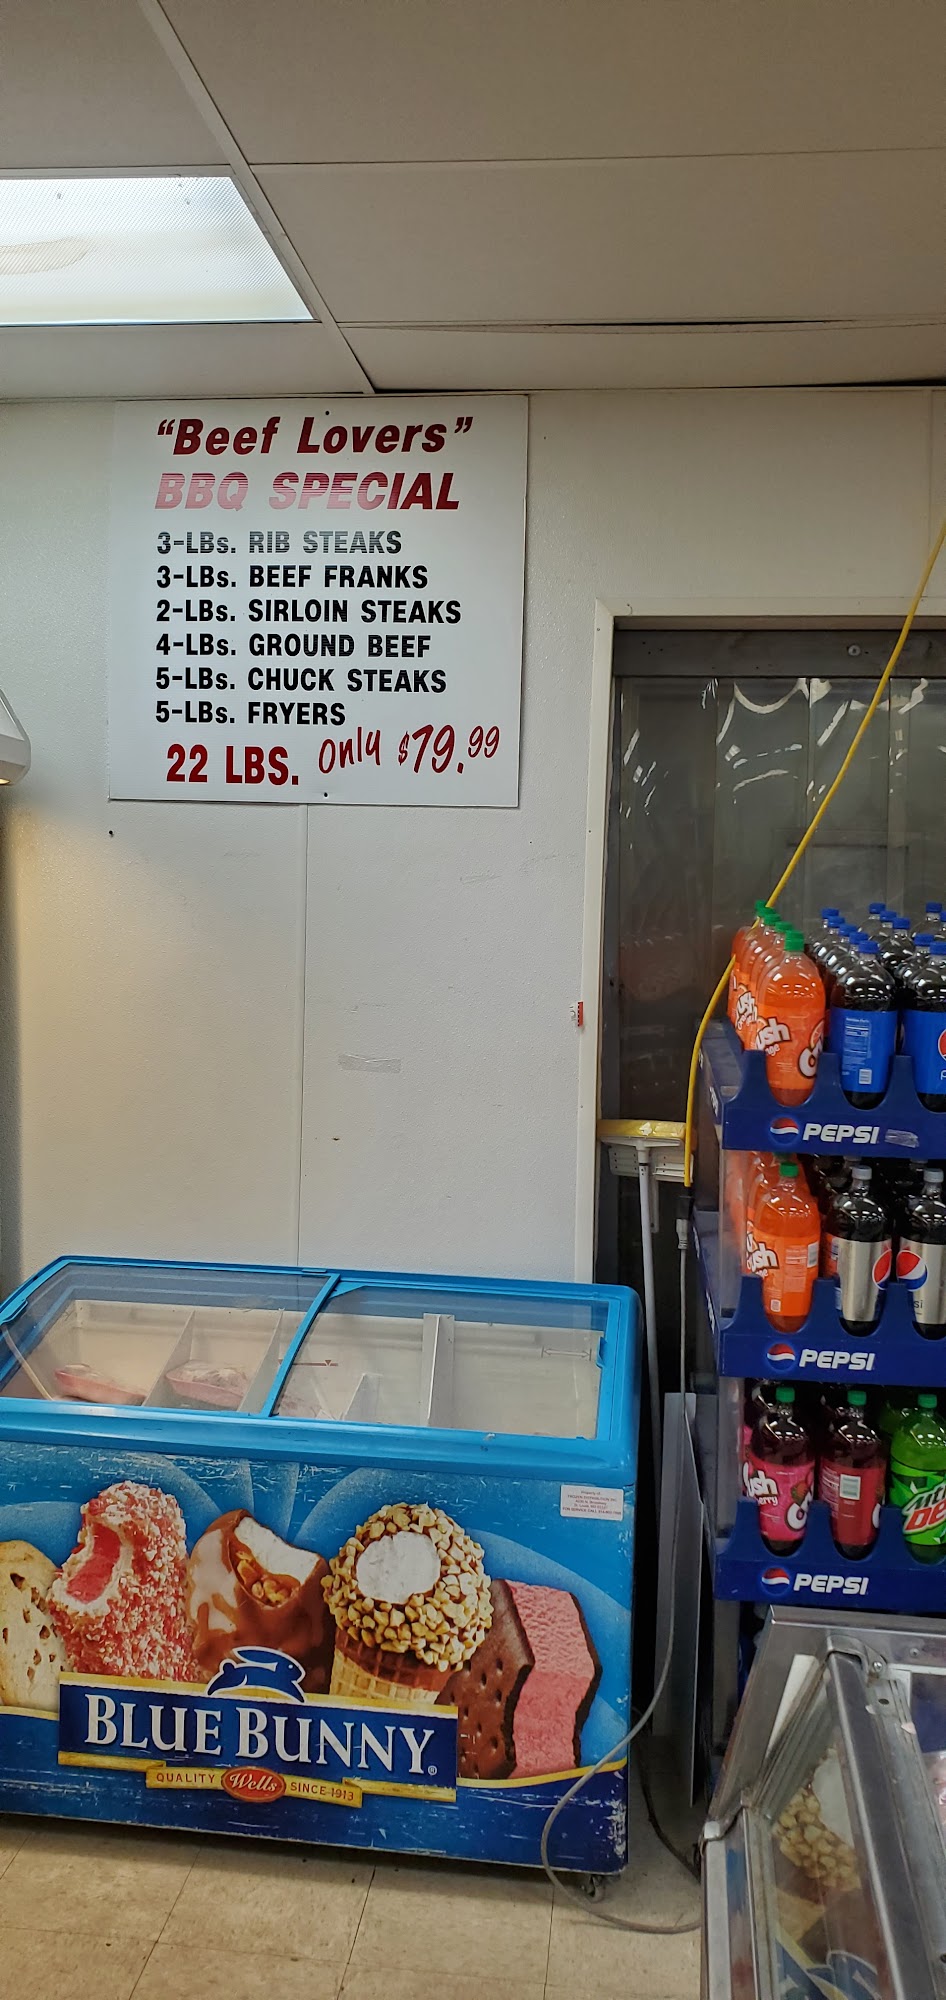 "Beef Lovers"
BBQ SPECIAL
3-LBs. RIB STEAKS
3-LBs. BEEF FRANKS
2-LBs. SIRLOIN STEAKS
4-LBs. GROUND BEEF
5-LBs. CHUCK STEAKS
5-LBs. FRYERS
22 LBS. Only $79.99
PEPSI
PEPSI
PEPSI
BLUE BUNNY®
QUALITY Wells SINCE 1913